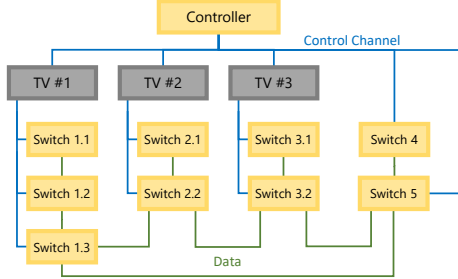 Controller
Control Channel
TV #1
TV #2
TV #3
Switch 1.1
Switch 2.1
Switch 3.1
Switch 4
Switch 1.2
Switch 2.2
Switch 3.2
Switch 5
Switch 1.3
Data